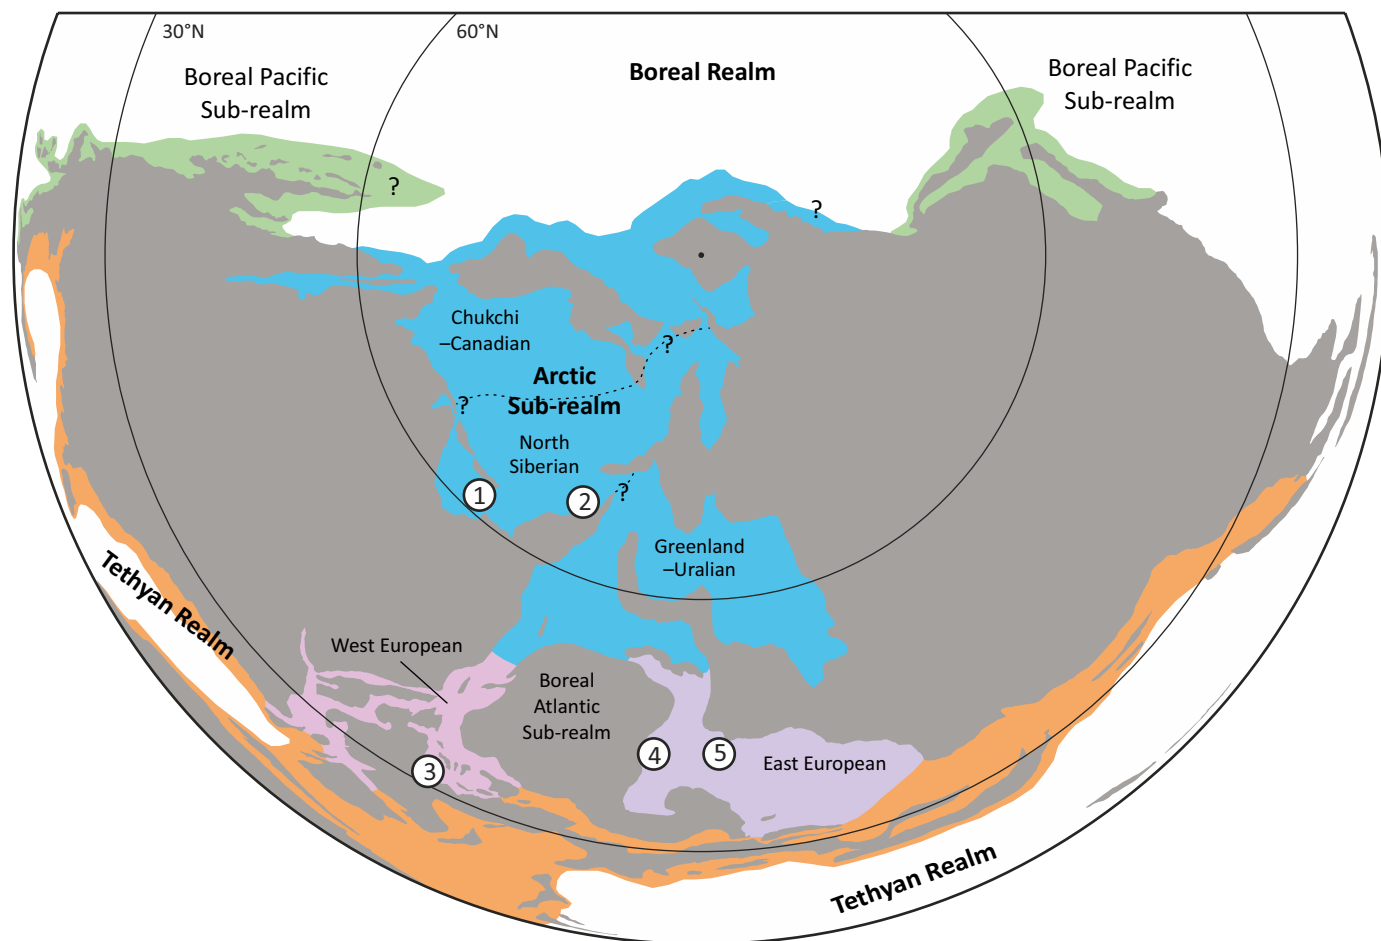 30°N
60°N
Boreal Realm
Boreal Pacific
Sub-realm
Boreal Pacific
Sub-realm
?
?
Chukchi
–Canadian
?
Arctic
Sub-realm
?
North
Siberian
1
2
?
Greenland
–Uralian
Tethyan Realm
West European
Boreal
Atlantic
Sub-realm
3
4
5
East European
Tethyan Realm